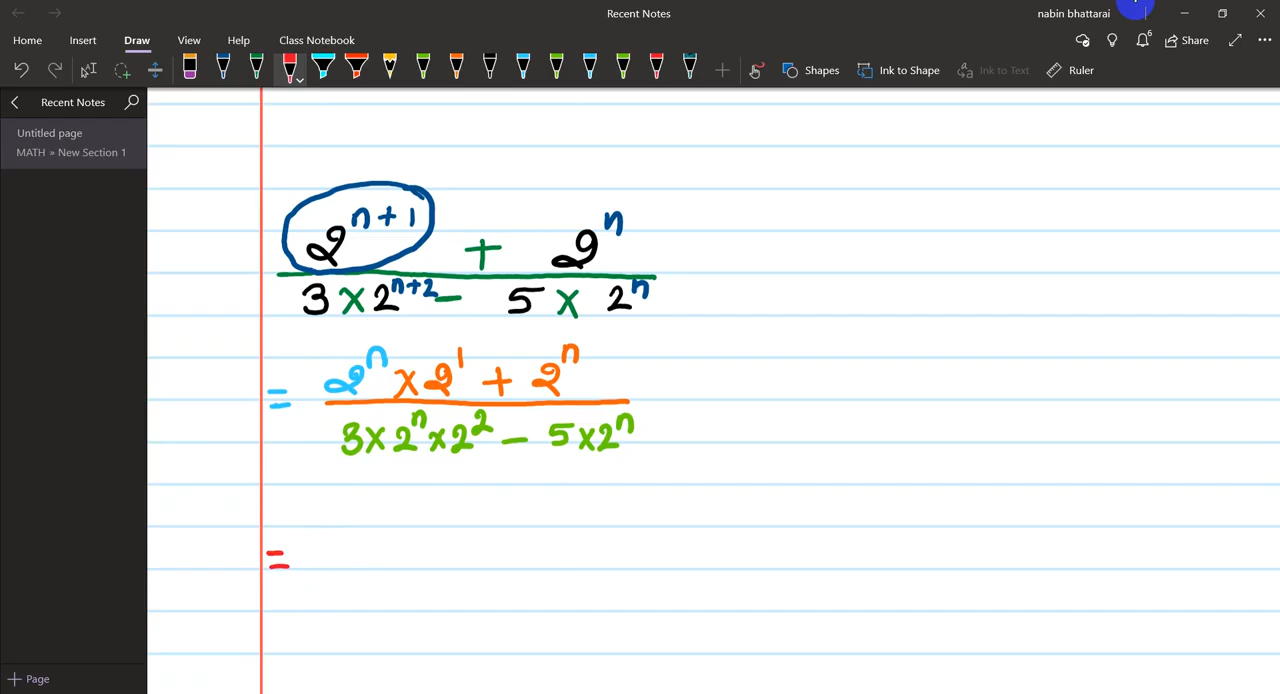 Recent Notes
nabin bhattarai
Home Insert Draw View Help Class Notebook
6
Share
Shapes Ink to Shape Ink to Text Ruler
Recent Notes
Untitled page
MATH » New Section 1
2^{n+1} + 2^n
3 × 2^{n+2} - 5 × 2^n
= 2^n × 2^1 + 2^n
3 × 2^n × 2^2 - 5 × 2^n
=
+ Page